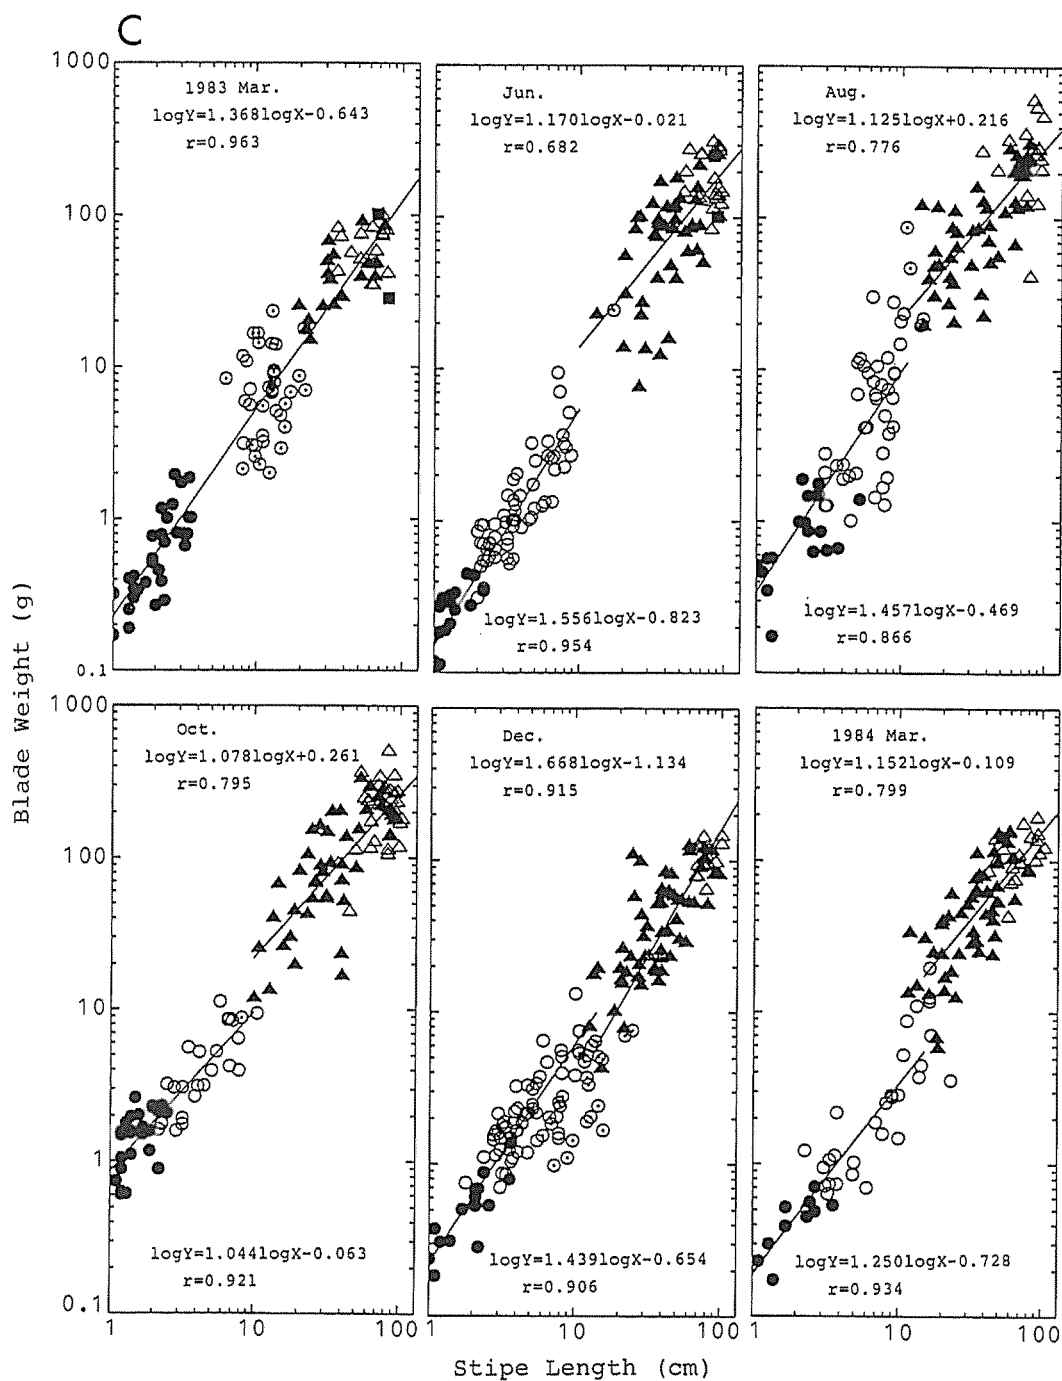 C
1000
100
10
1
0.1
1983 Mar.
logY=1.368logX-0.643
r=0.963
Jun.
logY=1.170logX-0.021
r=0.682
logY=1.556logX-0.823
r=0.954
Aug.
logY=1.125logX+0.216
r=0.776
logY=1.457logX-0.469
r=0.866
Blade Weight (g)
1000
100
10
1
0.1
Oct.
logY=1.078logX+0.261
r=0.795
logY=1.044logX-0.063
r=0.921
Dec.
logY=1.668logX-1.134
r=0.915
logY=1.439logX-0.654
r=0.906
1984 Mar.
logY=1.152logX-0.109
r=0.799
logY=1.250logX-0.728
r=0.934
1 10 100 1 10 100 1 10 100
Stipe Length (cm)